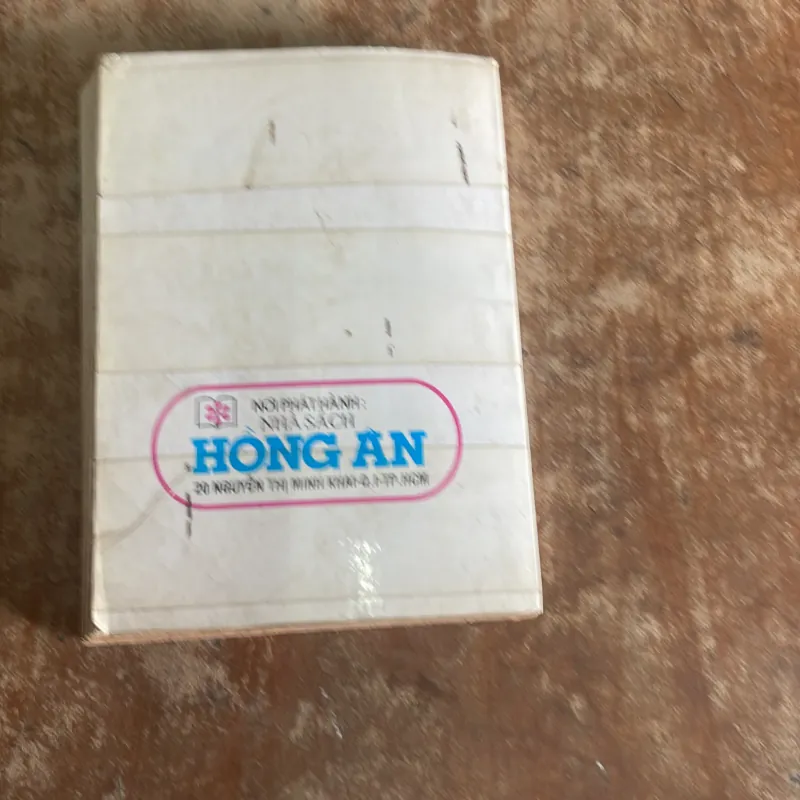 NƠI PHÁT HÀNH:
NHÀ SÁCH
HỒNG ÂN
20 NGUYỄN THỊ MINH KHAI-Q.1-TP.HCM